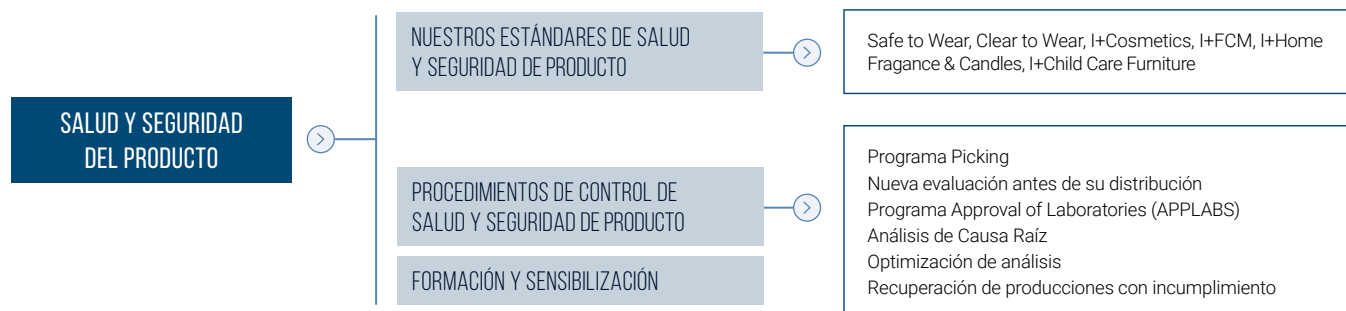 SALUD Y SEGURIDAD
DEL PRODUCTO
NUESTROS ESTÁNDARES DE SALUD
Y SEGURIDAD DE PRODUCTO
Safe to Wear, Clear to Wear, I+Cosmetics, I+FCM, I+Home
Fragance & Candles, I+Child Care Furniture
PROCEDIMIENTOS DE CONTROL DE
SALUD Y SEGURIDAD DE PRODUCTO
Programa Picking
Nueva evaluación antes de su distribución
Programa Approval of Laboratories (APPLABS)
Análisis de Causa Raíz
Optimización de análisis
Recuperación de producciones con incumplimiento
FORMACIÓN Y SENSIBILIZACIÓN